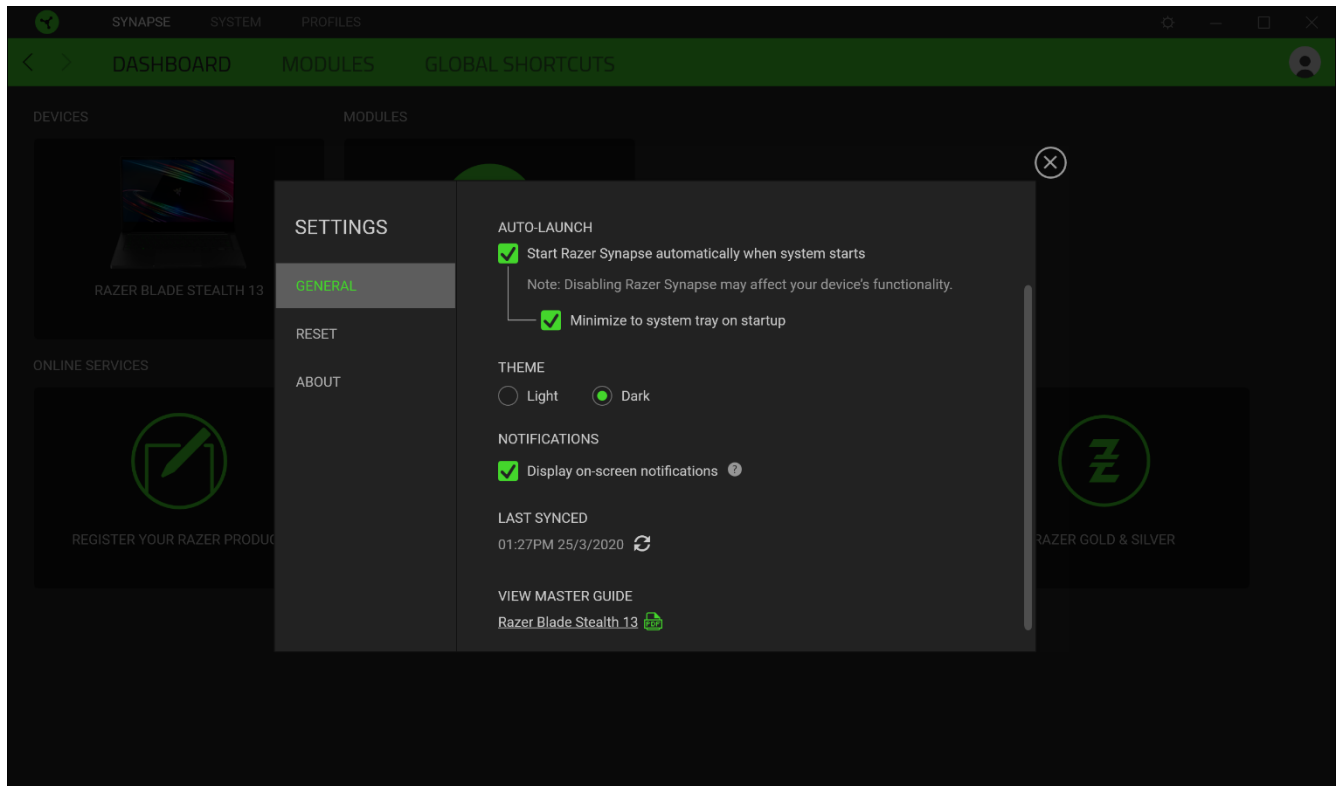 SYNAPSE SYSTEM PROFILES
DASHBOARD MODULES GLOBAL SHORTCUTS
DEVICES MODULES
RAZER BLADE STEALTH 13
ONLINE SERVICES
REGISTER YOUR RAZER PRODUC
RAZER GOLD & SILVER
SETTINGS
GENERAL
RESET
ABOUT
AUTO-LAUNCH
Start Razer Synapse automatically when system starts
Note: Disabling Razer Synapse may affect your device's functionality.
Minimize to system tray on startup
THEME
Light Dark
NOTIFICATIONS
Display on-screen notifications ?
LAST SYNCED
01:27PM 25/3/2020
VIEW MASTER GUIDE
Razer Blade Stealth 13 PDF